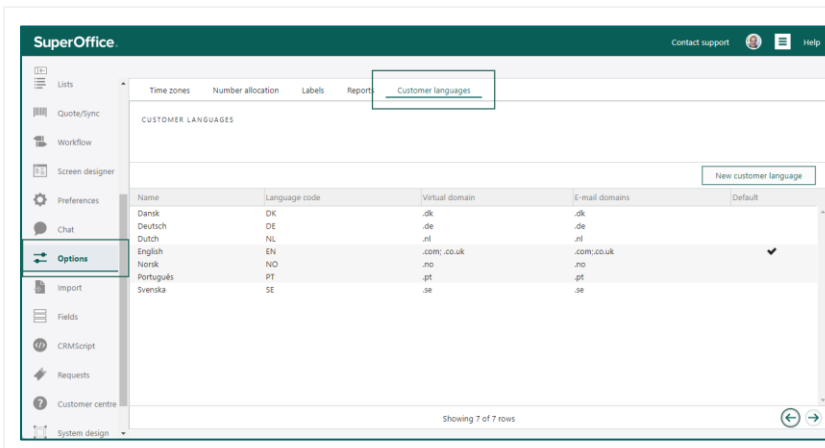 SuperOffice.
Contact support Help
Lists
Quote/Sync
Workflow
Screen designer
Preferences
Chat
Options
Import
Fields
CRMScript
Requests
Customer centre
System design
Time zones Number allocation Labels Reports Customer languages
CUSTOMER LANGUAGES
New customer language
Name Language code Virtual domain E-mail domains Default
Dansk DK .dk .dk
Deutsch DE .de .de
Dutch NL .nl .nl
English EN .com; .co.uk .com;.co.uk
Norsk NO .no .no
Português PT .pt .pt
Svenska SE .se .se
Showing 7 of 7 rows